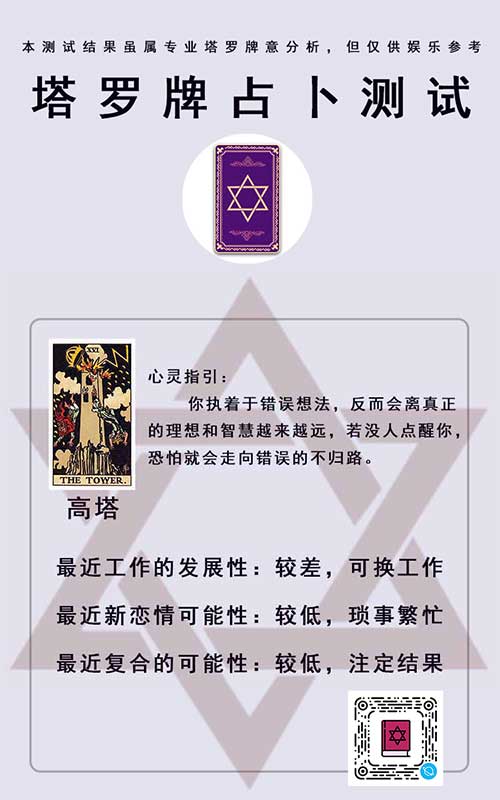 本测试结果虽属专业塔罗牌意分析，但仅供娱乐参考
塔罗牌占卜测试
XVI
THE TOWER.
高塔
心灵指引：
你执着于错误想法，反而会离真正
的理想和智慧越来越远，若没人点醒你，
恐怕就会走向错误的不归路。
最近工作的发展性：较差，可换工作
最近新恋情可能性：较低，琐事繁忙
最近复合的可能性：较低，注定结果